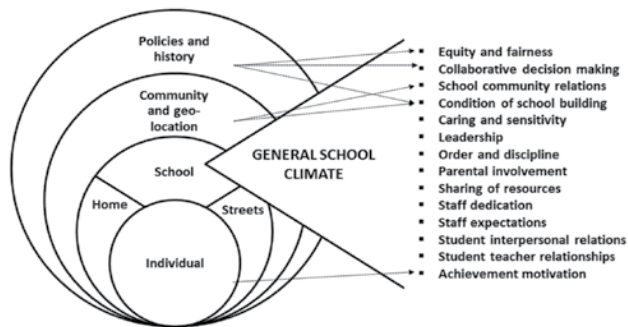 Policies and
history
Community
and geo-
location
School
Home
Streets
Individual
GENERAL SCHOOL
CLIMATE
▪ Equity and fairness
▪ Collaborative decision making
▪ School community relations
▪ Condition of school building
▪ Caring and sensitivity
▪ Leadership
▪ Order and discipline
▪ Parental involvement
▪ Sharing of resources
▪ Staff dedication
▪ Staff expectations
▪ Student interpersonal relations
▪ Student teacher relationships
▪ Achievement motivation